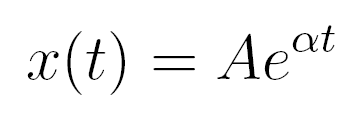 x(t) = Ae^{αt}